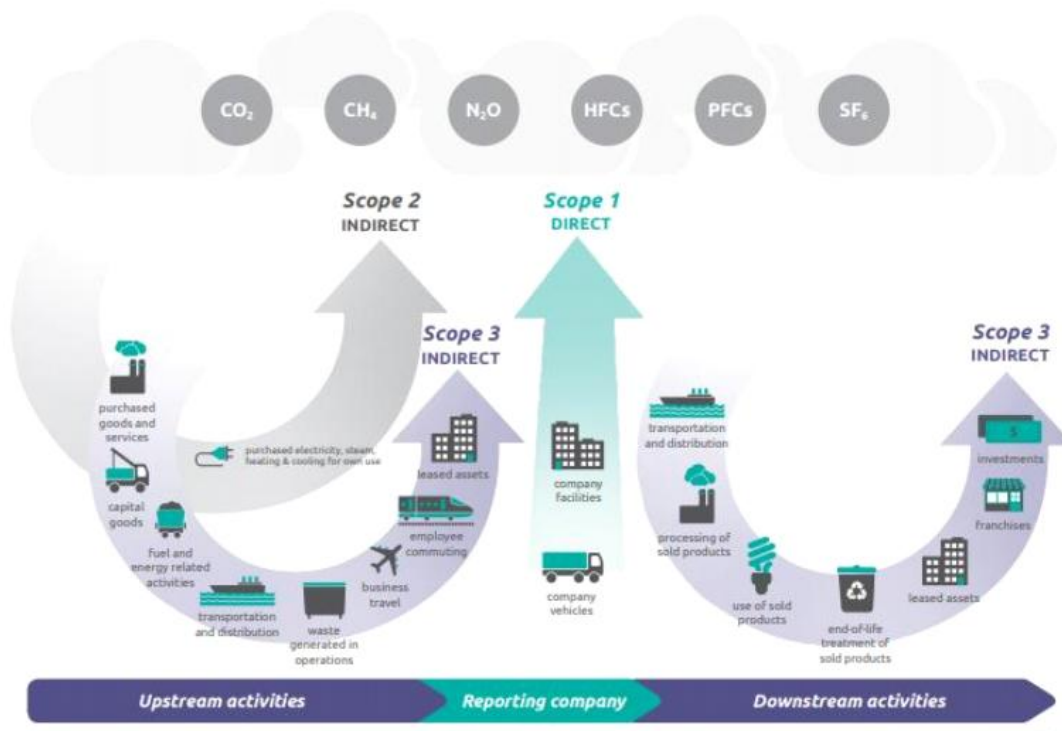 CO₂ CH₄ N₂O HFCs PFCs SF₆
Scope 2
INDIRECT
Scope 1
DIRECT
Scope 3
INDIRECT
Scope 3
INDIRECT
purchased
goods and
services
capital
goods
fuel and
energy related
activities
purchased electricity, steam,
heating & cooling for own use
transportation
and distribution
waste
generated in
operations
business
travel
employee
commuting
leased assets
company
facilities
company
vehicles
transportation
and distribution
processing of
sold products
use of sold
products
end-of-life
treatment of
sold products
leased assets
franchises
$
investments
Upstream activities
Reporting company
Downstream activities